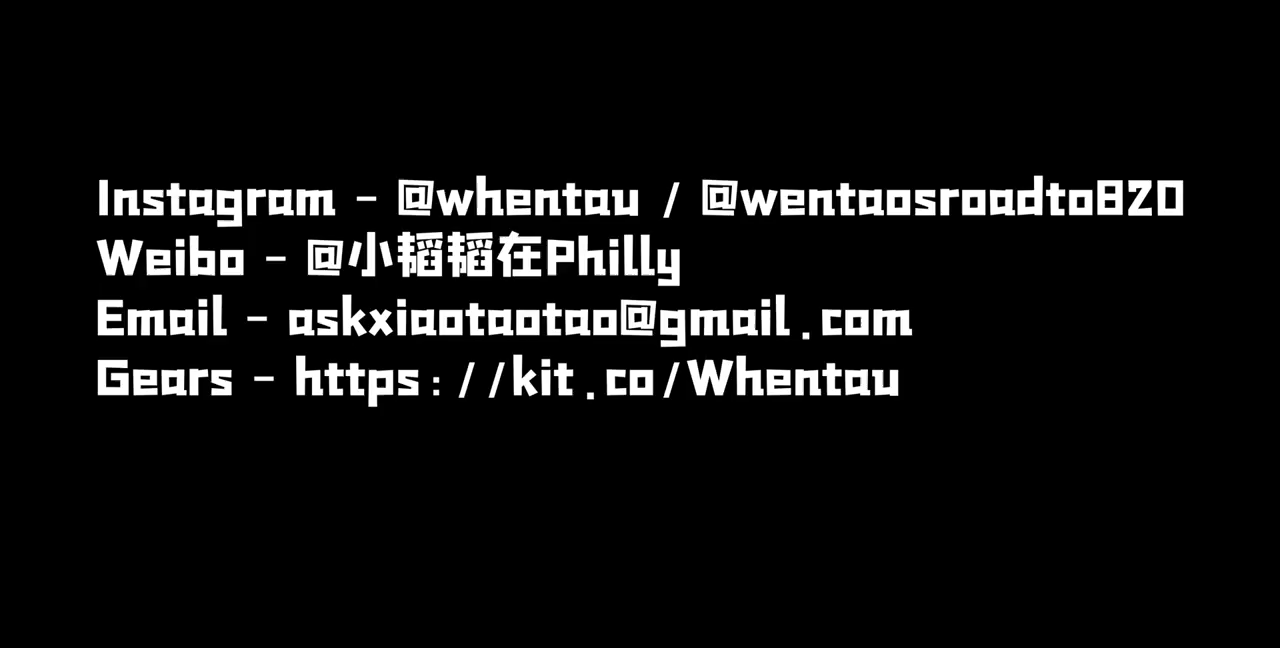 Instagram - @whentau / @wentaosroadto820
Weibo - @小韬韬在Philly
Email - askxiaotaotao@gmail.com
Gears - https://kit.co/Whentau